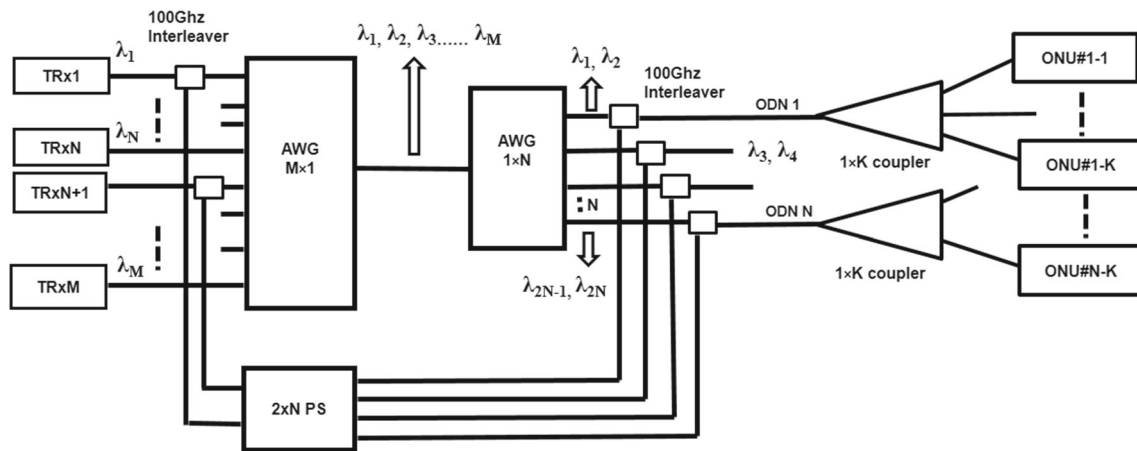 100Ghz
Interleaver
λ1
TRx1
λN
TRxN
TRxN+1
λM
TRxM
AWG
M×1
λ1, λ2, λ3...... λM
AWG
1×N
λ1, λ2
100Ghz
Interleaver
ODN 1
λ3, λ4
: N
ODN N
λ2N-1, λ2N
1×K coupler
1×K coupler
ONU#1-1
ONU#1-K
ONU#N-K
2xN PS